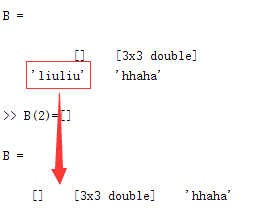 B =
[] [3x3 double]
'liuliu' 'hhaha'
>> B(2)=[]
B =
[] [3x3 double] 'hhaha'